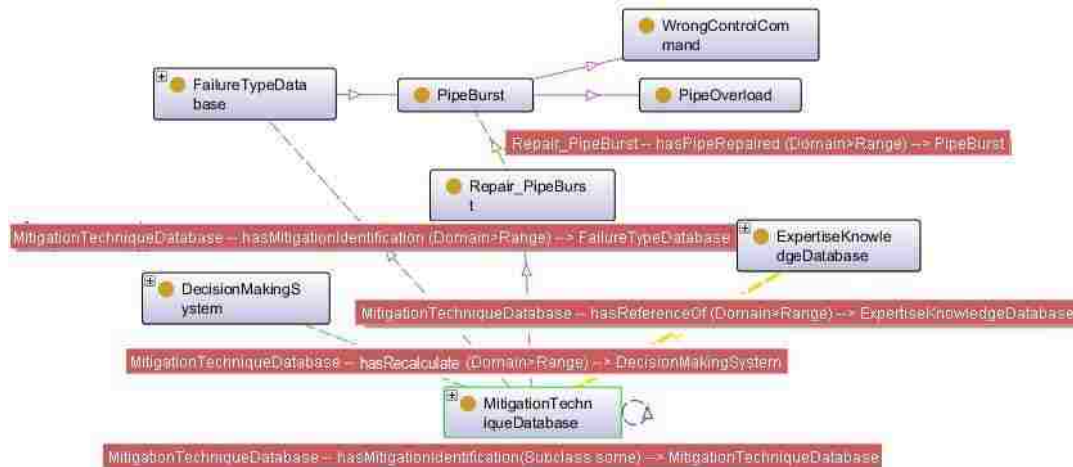 WrongControlCom
mand
FailureTypeData
base
PipeBurst
PipeOverload
Repair_PipeBurst -- hasPipeRepaired (Domain>Range) --> PipeBurst
Repair_PipeBurs
t
MitigationTechniqueDatabase -- hasMitigationIdentification (Domain>Range) --> FailureTypeDatabase
ExpertiseKnowle
dgeDatabase
DecisionMakingS
ystem
MitigationTechniqueDatabase -- hasReferenceOf (Domain>Range) --> ExpertiseKnowledgeDatabase
MitigationTechniqueDatabase -- hasRecalculate (Domain>Range) --> DecisionMakingSystem
MitigationTechn
iqueDatabase
MitigationTechniqueDatabase -- hasMitigationIdentification(Subclass some) --> MitigationTechniqueDatabase